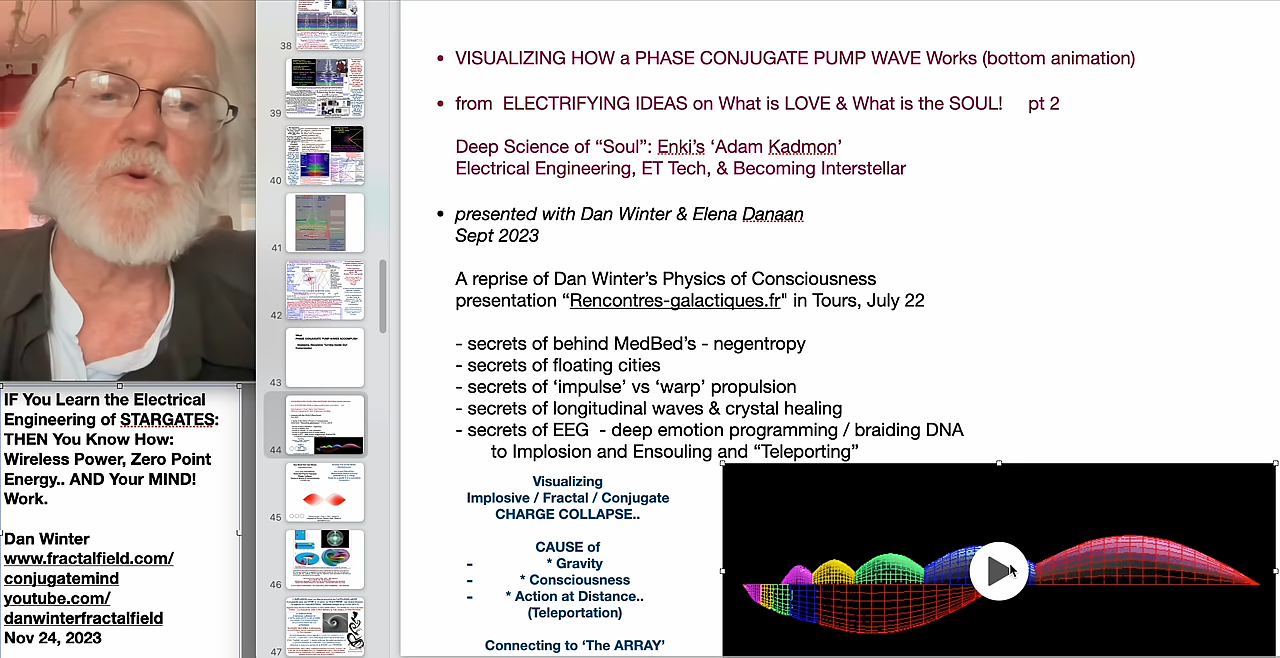 IF You Learn the Electrical
Engineering of STARGATES:
THEN You Know How:
Wireless Power, Zero Point
Energy.. AND Your MIND!
Work.
Dan Winter
www.fractalfield.com/
conjugatemind
youtube.com/
danwinterfractalfield
Nov 24, 2023
38
39
40
41
42
43
44
45
46
47
• VISUALIZING HOW a PHASE CONJUGATE PUMP WAVE Works (bottom animation)
• from ELECTRIFYING IDEAS on What is LOVE & What is the SOUL! pt 2
Deep Science of “Soul”: Enki’s ‘Adam Kadmon’
Electrical Engineering, ET Tech, & Becoming Interstellar
• presented with Dan Winter & Elena Danaan
Sept 2023
A reprise of Dan Winter’s Physics of Consciousness
presentation “Rencontres-galactiques.fr" in Tours, July 22
- secrets of behind MedBed’s - negentropy
- secrets of floating cities
- secrets of ‘impulse’ vs ‘warp’ propulsion
- secrets of longitudinal waves & crystal healing
- secrets of EEG - deep emotion programming / braiding DNA
to Implosion and Ensouling and “Teleporting”
Visualizing
Implosive / Fractal / Conjugate
CHARGE COLLAPSE..
CAUSE of
- * Gravity
- * Consciousness
- * Action at Distance..
(Teleportation)
Connecting to ‘The ARRAY’